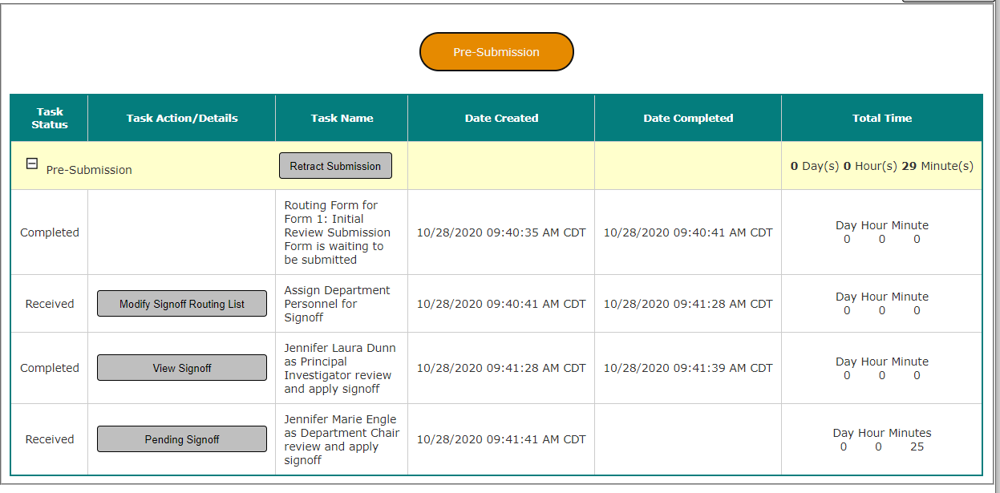 Pre-Submission
Task
Status
Task Action/Details
Task Name
Date Created
Date Completed
Total Time
Pre-Submission
Retract Submission
0 Day(s) 0 Hour(s) 29 Minute(s)
Completed
Routing Form for
Form 1: Initial
Review Submission
Form is waiting to
be submitted
10/28/2020 09:40:35 AM CDT
10/28/2020 09:40:41 AM CDT
Day Hour Minute
0 0 0
Received
Modify Signoff Routing List
Assign Department
Personnel for
Signoff
10/28/2020 09:40:41 AM CDT
10/28/2020 09:41:28 AM CDT
Day Hour Minute
0 0 0
Completed
View Signoff
Jennifer Laura Dunn
as Principal
Investigator review
and apply signoff
10/28/2020 09:41:28 AM CDT
10/28/2020 09:41:39 AM CDT
Day Hour Minute
0 0 0
Received
Pending Signoff
Jennifer Marie Engle
as Department Chair
review and apply
signoff
10/28/2020 09:41:41 AM CDT
Day Hour Minutes
0 0 25